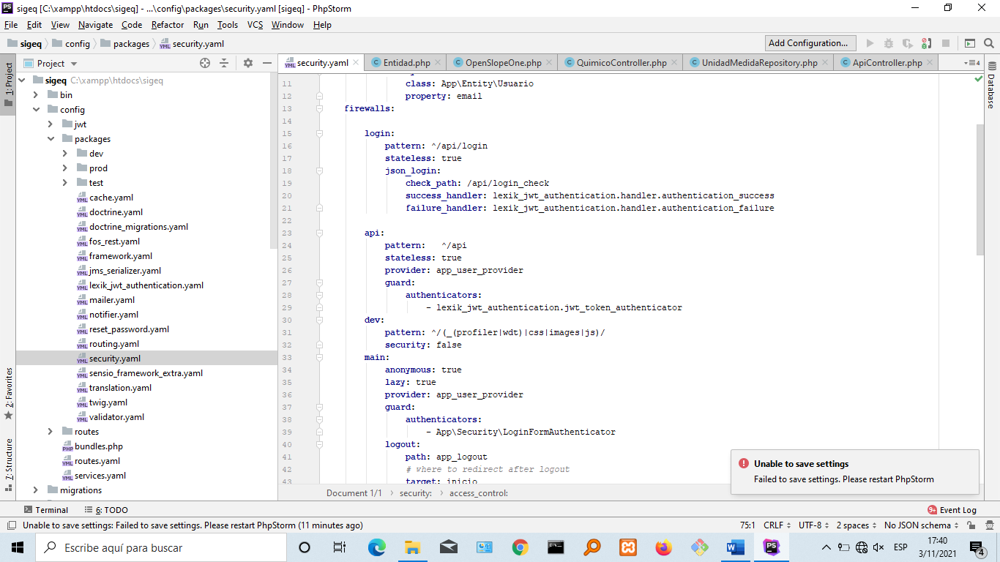 sigeq [C:\xampp\htdocs\sigeq] - ...\config\packages\security.yaml [sigeq] - PhpStorm
File Edit View Navigate Code Refactor Run Tools VCS Window Help
sigeq config packages security.yaml Add Configuration...
Project
security.yaml Entidad.php OpenSlopeOne.php QuimicoController.php UnidadMedidaRepository.php ApiController.php 4
1: Project
2: Favorites
7: Structure
Database
sigeq C:\xampp\htdocs\sigeq
bin
config
jwt
packages
dev
prod
test
cache.yaml
doctrine.yaml
doctrine_migrations.yaml
fos_rest.yaml
framework.yaml
jms_serializer.yaml
lexik_jwt_authentication.yaml
mailer.yaml
notifier.yaml
reset_password.yaml
routing.yaml
security.yaml
sensio_framework_extra.yaml
translation.yaml
twig.yaml
validator.yaml
routes
bundles.php
routes.yaml
services.yaml
migrations
11 class: App\Entity\Usuario
12 property: email
13 firewalls:
14
15 login:
16 pattern: ^/api/login
17 stateless: true
18 json_login:
19 check_path: /api/login_check
20 success_handler: lexik_jwt_authentication.handler.authentication_success
21 failure_handler: lexik_jwt_authentication.handler.authentication_failure
22
23 api:
24 pattern:   ^/api
25 stateless: true
26 provider: app_user_provider
27 guard:
28 authenticators:
29 - lexik_jwt_authentication.jwt_token_authenticator
30 dev:
31 pattern: ^/(_(profiler|wdt)|css|images|js)/
32 security: false
33 main:
34 anonymous: true
35 lazy: true
36 provider: app_user_provider
37 guard:
38 authenticators:
39 - App\Security\LoginFormAuthenticator
40 logout:
41 path: app_logout
42 # where to redirect after logout
43 target: inicio
Unable to save settings
Failed to save settings. Please restart PhpStorm
Document 1/1 security: access_control:
Terminal 6: TODO 9+ Event Log
Unable to save settings: Failed to save settings. Please restart PhpStorm (11 minutes ago) 75:1 CRLF UTF-8 2 spaces No JSON schema
Escribe aquí para buscar
ESP
17:40
3/11/2021
4